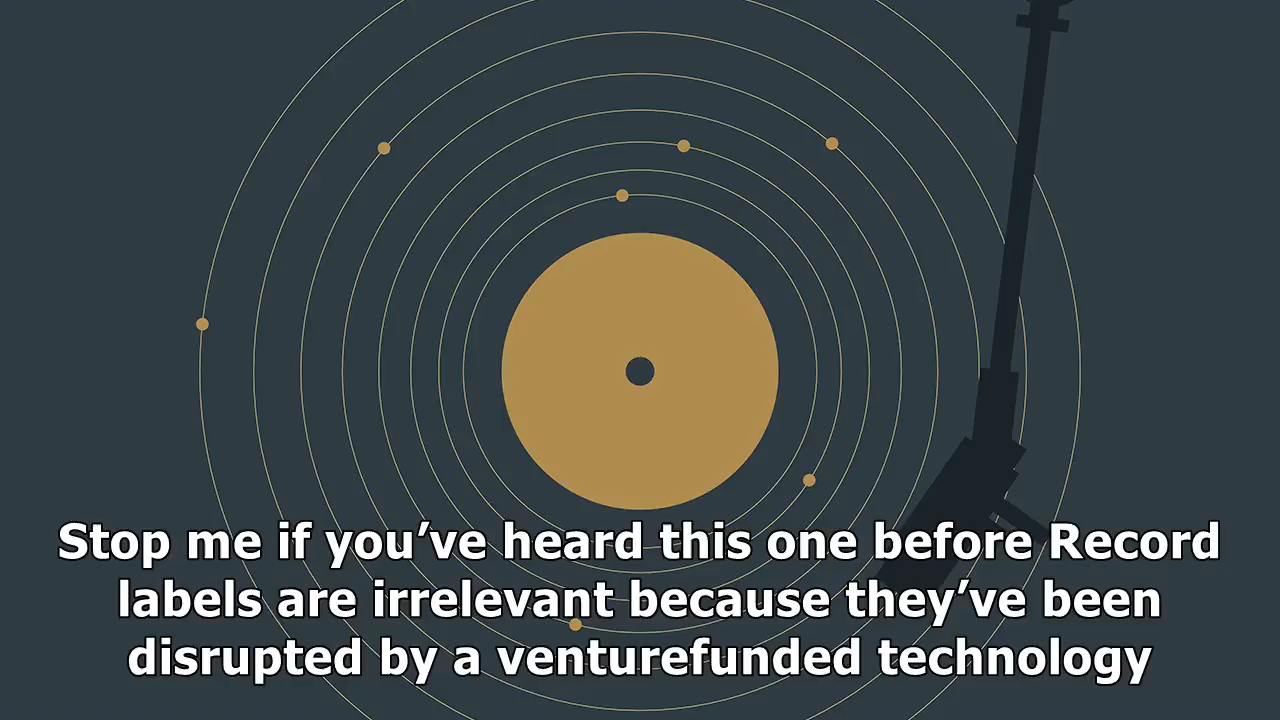 Stop me if you’ve heard this one before Record
labels are irrelevant because they’ve been
disrupted by a venturefunded technology